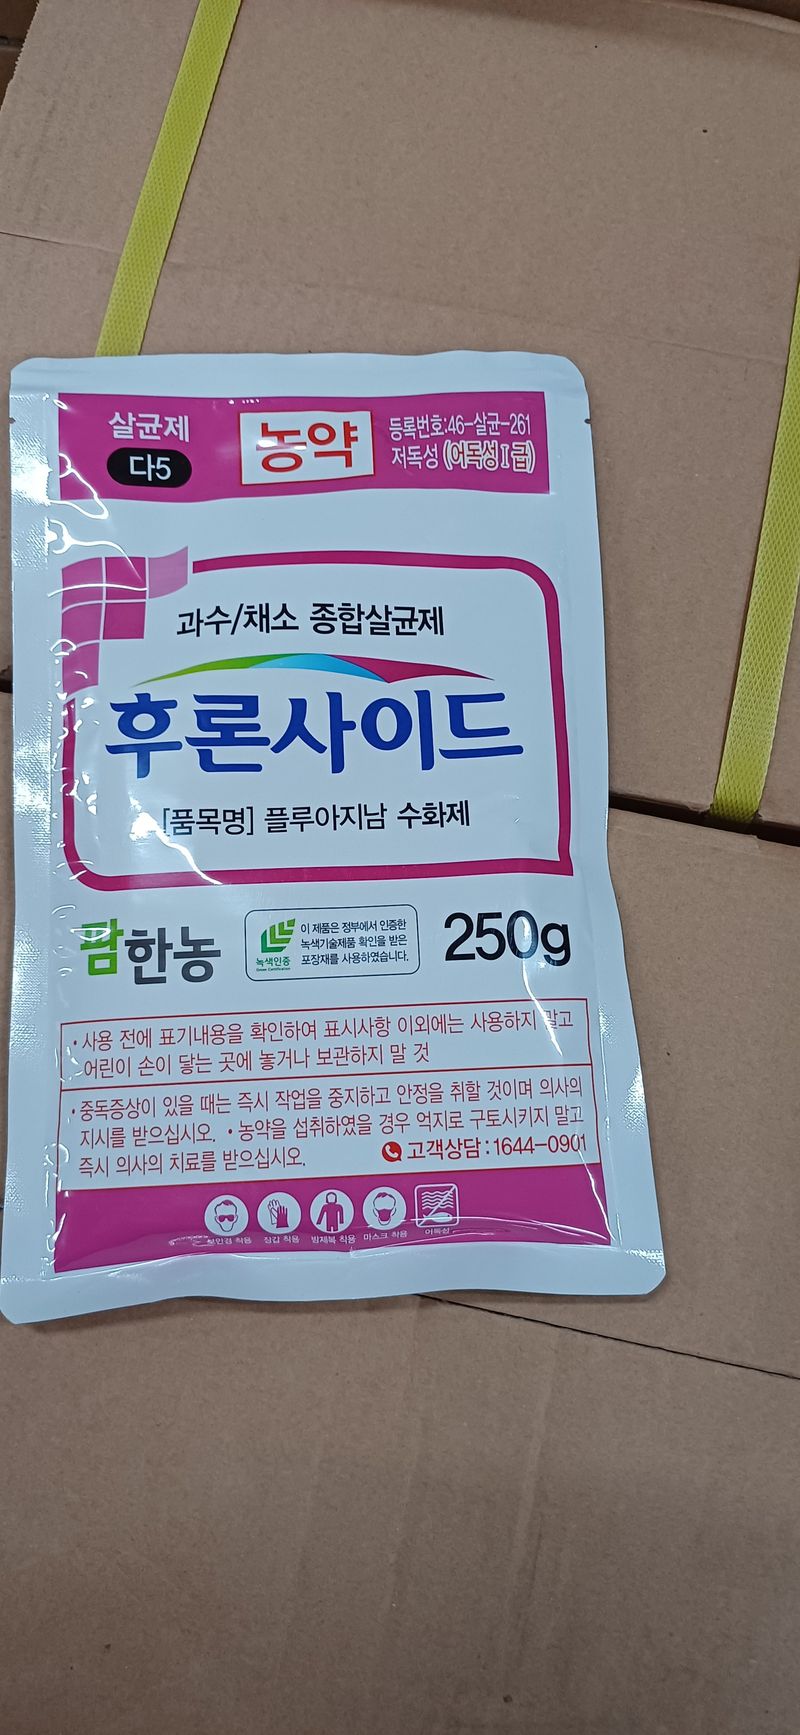 살균제
다5
농약
등록번호:46-살균-261
저독성 (어독성Ⅰ급)
과수/채소 종합살균제
후론사이드
[품목명] 플루아지남 수화제
팜한농
녹색인증
Green Certification
이 제품은 정부에서 인증한
녹색기술제품 확인을 받은
포장재를 사용하였습니다.
250g
・사용 전에 표기내용을 확인하여 표시사항 이외에는 사용하지 말고
어린이 손이 닿는 곳에 놓거나 보관하지 말 것
・중독증상이 있을 때는 즉시 작업을 중지하고 안정을 취할 것이며 의사의
지시를 받으십시오. ・농약을 섭취하였을 경우 억지로 구토시키지 말고
즉시 의사의 치료를 받으십시오.
고객상담:1644-0901
보안경 착용
장갑 착용
방제복 착용
마스크 착용
어독성